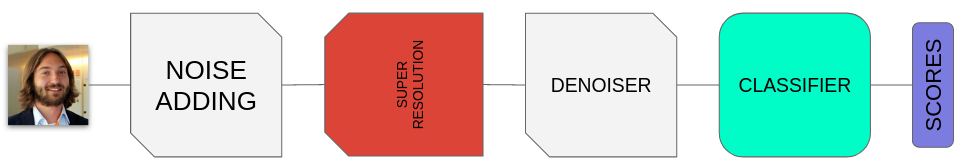 NOISE
ADDING
SUPER
RESOLUTION
DENOISER
CLASSIFIER
SCORES